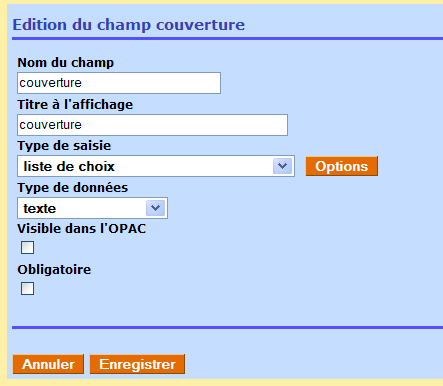 Edition du champ couverture
Nom du champ
couverture
Titre à l'affichage
couverture
Type de saisie
liste de choix Options
Type de données
texte
Visible dans l'OPAC
Obligatoire
Annuler Enregistrer